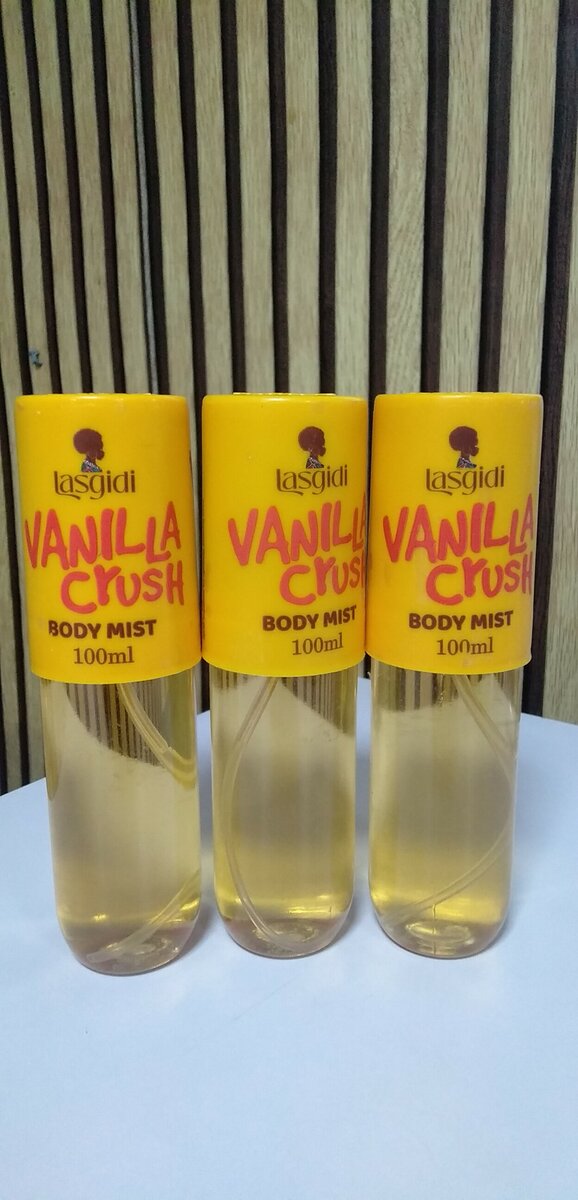 Lasgidi
VANILLA
Crush
BODY MIST
100ml
Lasgidi
VANILLA
Crush
BODY MIST
100ml
Lasgidi
VANILLA
Crush
BODY MIST
100ml